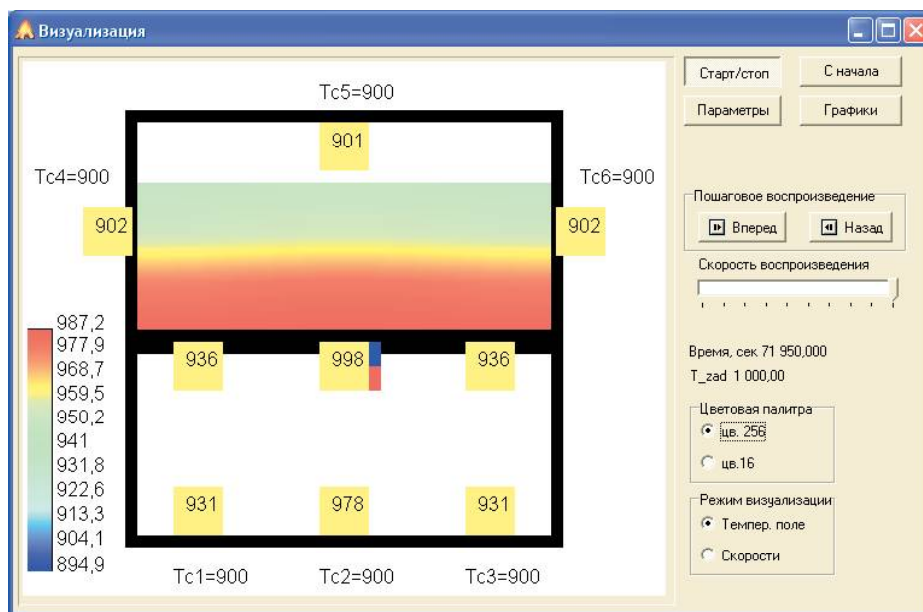 Визуализация
Tc5=900
901
Tc4=900
Tc6=900
902
902
987,2
977,9
968,7
959,5
950,2
941
931,8
922,6
913,3
904,1
894,9
936
998
936
931
978
931
Tc1=900
Tc2=900
Tc3=900
Старт/стоп
С начала
Параметры
Графики
Пошаговое воспроизведение
Вперед
Назад
Скорость воспроизведения
Время, сек 71 950,000
T_zad 1 000,00
Цветовая палитра
цв. 256
цв.16
Режим визуализации
Темпер. поле
Скорости